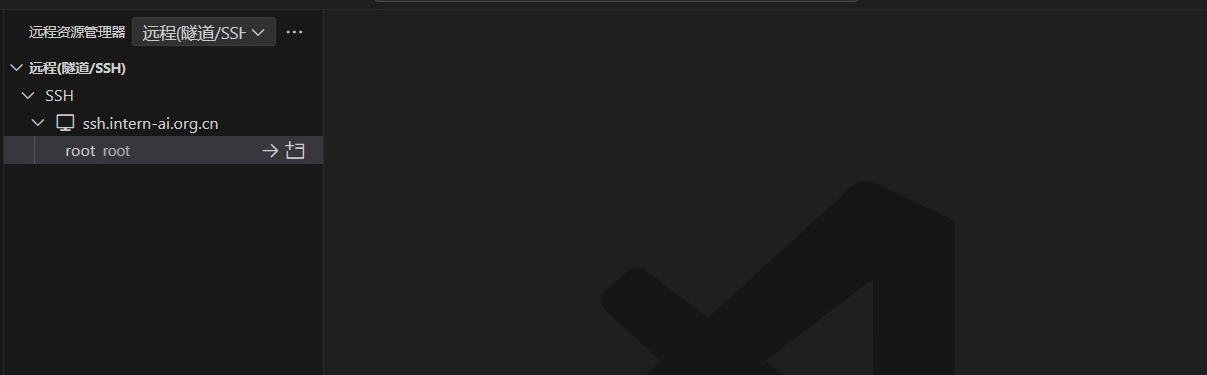 远程资源管理器 远程(隧道/SSH
远程(隧道/SSH)
SSH
ssh.intern-ai.org.cn
root root